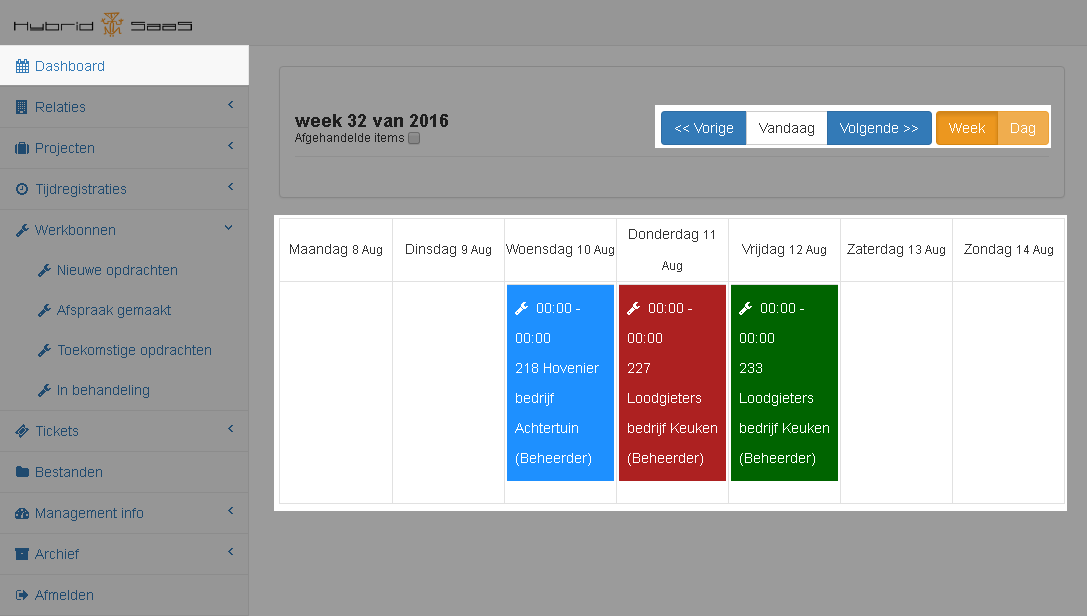 Hybrid SaaS
Dashboard
Relaties
Projecten
Tijdregistraties
Werkbonnen
Nieuwe opdrachten
Afspraak gemaakt
Toekomstige opdrachten
In behandeling
Tickets
Bestanden
Management info
Archief
Afmelden
week 32 van 2016
Afgehandelde items
<< Vorige
Vandaag
Volgende >>
Week
Dag
Maandag 8 Aug
Dinsdag 9 Aug
Woensdag 10 Aug
Donderdag 11
Aug
Vrijdag 12 Aug
Zaterdag 13 Aug
Zondag 14 Aug
00:00 -
00:00
218 Hovenier
bedrijf
Achtertuin
(Beheerder)
00:00 -
00:00
227
Loodgieters
bedrijf Keuken
(Beheerder)
00:00 -
00:00
233
Loodgieters
bedrijf Keuken
(Beheerder)